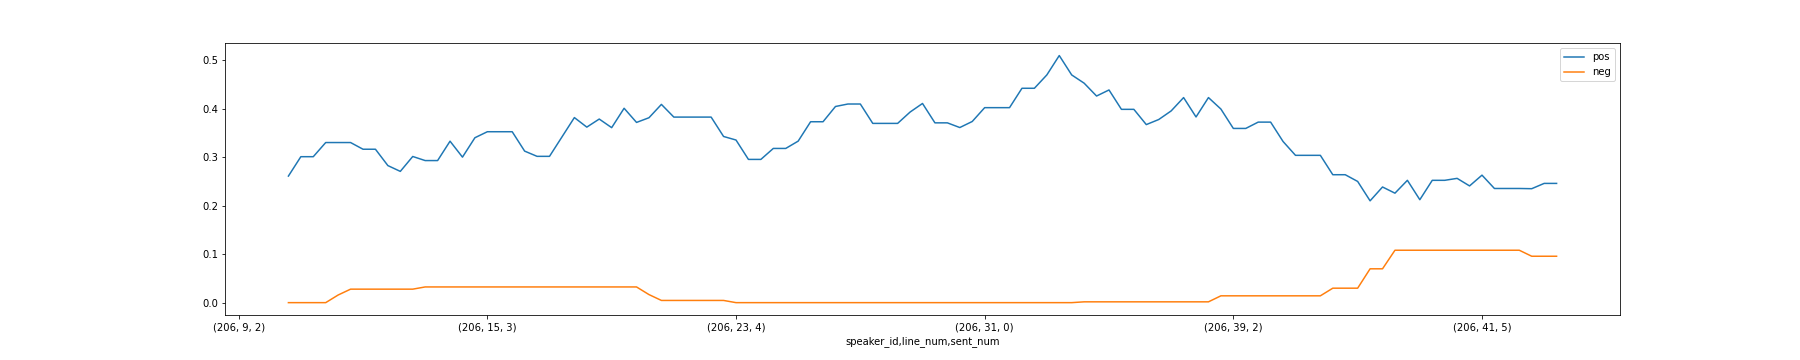 pos
neg
0.5
0.4
0.3
0.2
0.1
0.0
(206, 9, 2) (206, 15, 3) (206, 23, 4) (206, 31, 0) (206, 39, 2) (206, 41, 5)
speaker_id,line_num,sent_num